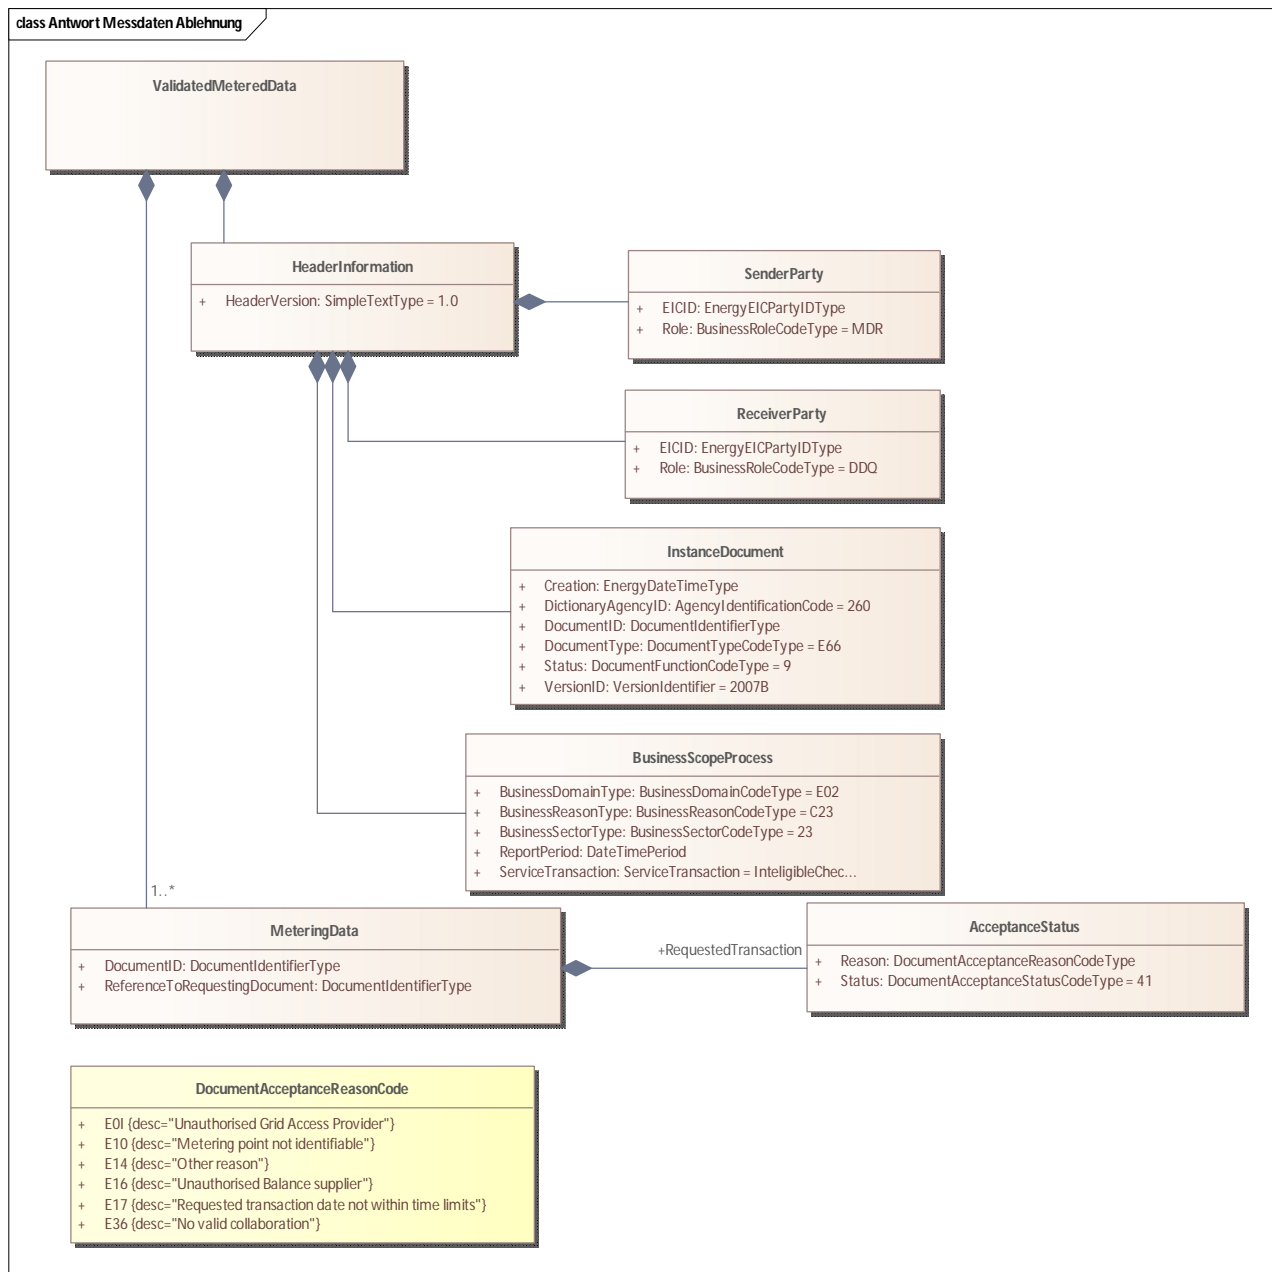 class Antwort Messdaten Ablehnung
ValidatedMeteredData
HeaderInformation
+ HeaderVersion: SimpleTextType = 1.0
SenderParty
+ EICID: EnergyEICPartyIDType
+ Role: BusinessRoleCodeType = MDR
ReceiverParty
+ EICID: EnergyEICPartyIDType
+ Role: BusinessRoleCodeType = DDQ
InstanceDocument
+ Creation: EnergyDateTimeType
+ DictionaryAgencyID: AgencyIdentificationCode = 260
+ DocumentID: DocumentIdentifierType
+ DocumentType: DocumentTypeCodeType = E66
+ Status: DocumentFunctionCodeType = 9
+ VersionID: VersionIdentifier = 2007B
BusinessScopeProcess
+ BusinessDomainType: BusinessDomainCodeType = E02
+ BusinessReasonType: BusinessReasonCodeType = C23
+ BusinessSectorType: BusinessSectorCodeType = 23
+ ReportPeriod: DateTimePeriod
+ ServiceTransaction: ServiceTransaction = InteligibleChec...
1..*
MeteringData
+ DocumentID: DocumentIdentifierType
+ ReferenceToRequestingDocument: DocumentIdentifierType
+RequestedTransaction
AcceptanceStatus
+ Reason: DocumentAcceptanceReasonCodeType
+ Status: DocumentAcceptanceStatusCodeType = 41
DocumentAcceptanceReasonCode
+ E0I {desc="Unauthorised Grid Access Provider"}
+ E10 {desc="Metering point not identifiable"}
+ E14 {desc="Other reason"}
+ E16 {desc="Unauthorised Balance supplier"}
+ E17 {desc="Requested transaction date not within time limits"}
+ E36 {desc="No valid collaboration"}